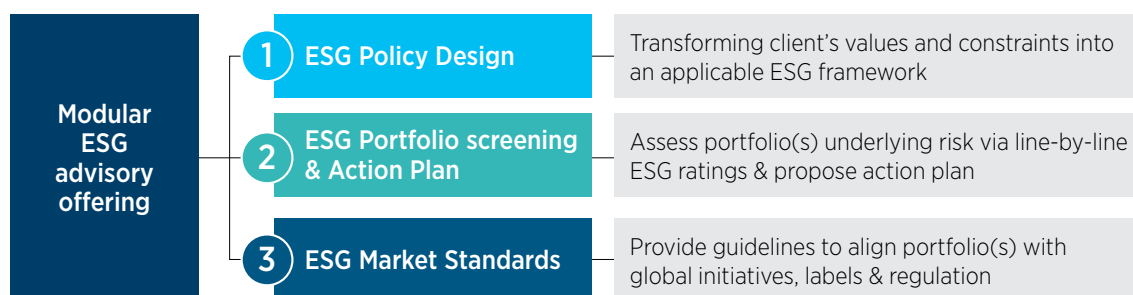 Modular
ESG
advisory
offering
1
ESG Policy Design
Transforming client's values and constraints into
an applicable ESG framework
2
ESG Portfolio screening
& Action Plan
Assess portfolio(s) underlying risk via line-by-line
ESG ratings & propose action plan
3
ESG Market Standards
Provide guidelines to align portfolio(s) with
global initiatives, labels & regulation